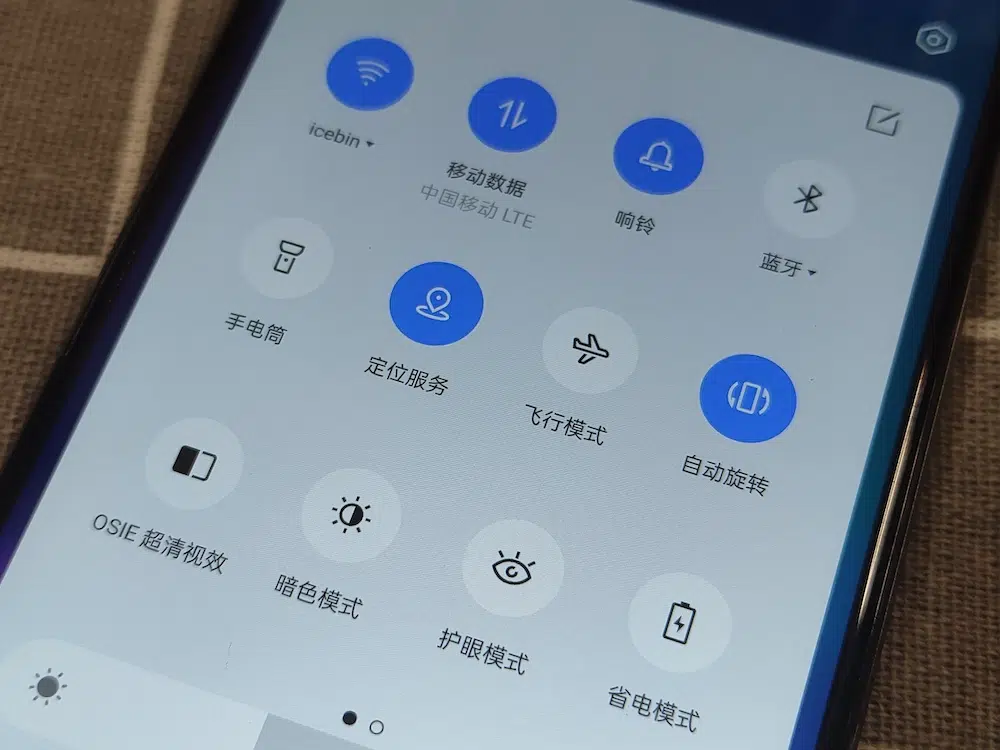 icebin
移动数据
中国移动 LTE
响铃
蓝牙
手电筒
定位服务
飞行模式
自动旋转
OSIE 超清视效
暗色模式
护眼模式
省电模式